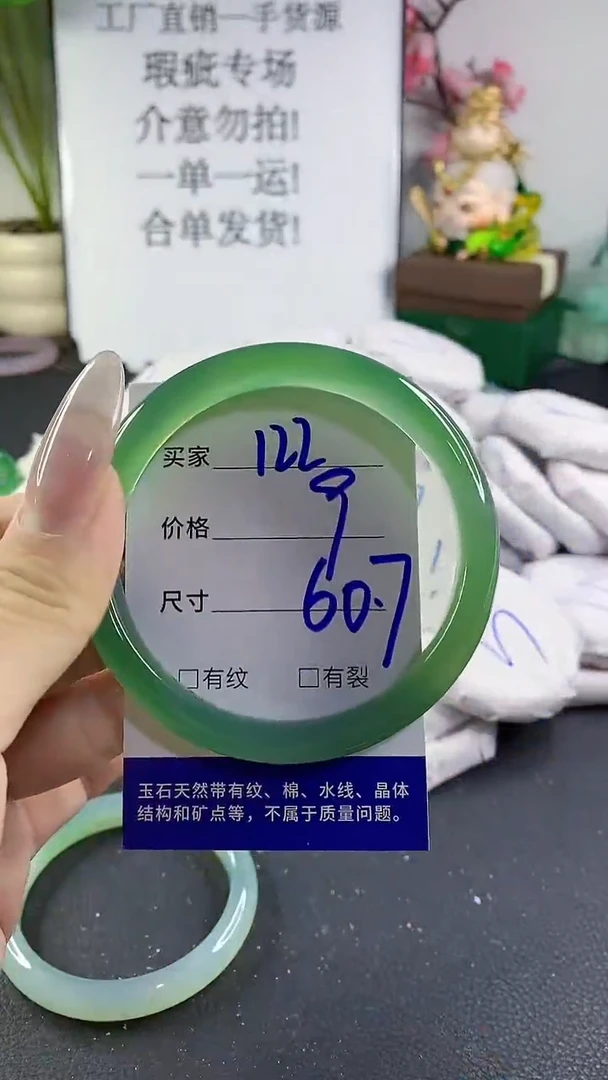 工厂直销一手货源
瑕疵专场
介意勿拍!
一单一运!
合单发货!
买家 122
价格
尺寸 60.7
□有纹 □有裂
玉石天然带有纹、棉、水线、晶体
结构和矿点等，不属于质量问题。